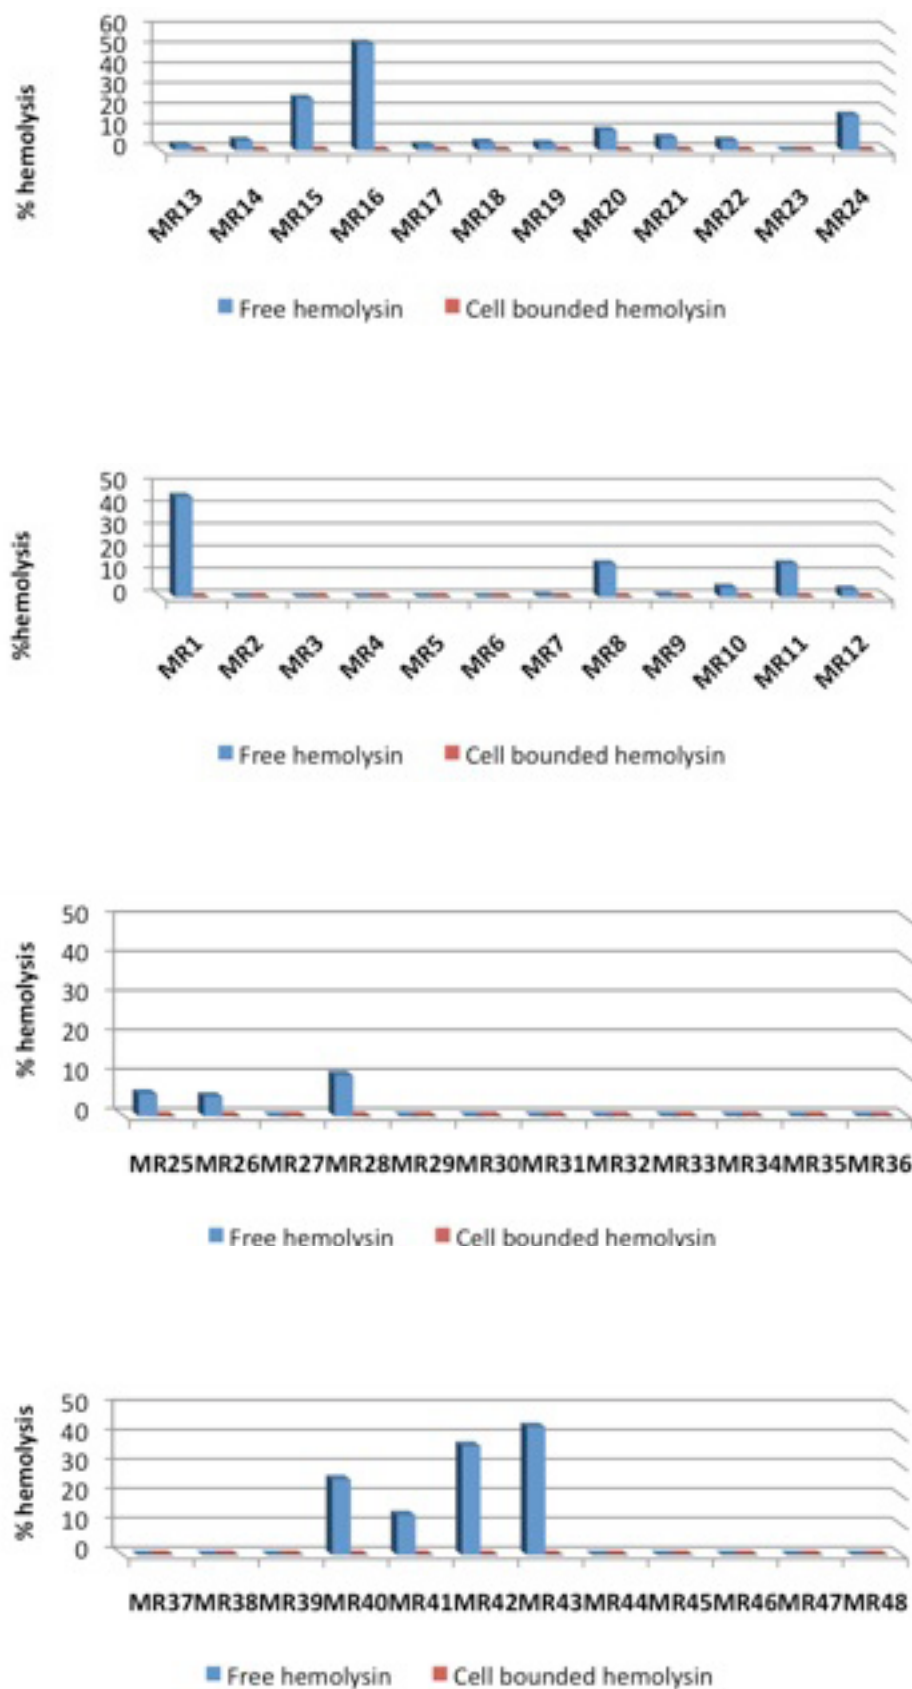 % hemolysis
60
50
40
30
20
10
0
MR13 MR14 MR15 MR16 MR17 MR18 MR19 MR20 MR21 MR22 MR23 MR24
Free hemolysin Cell bounded hemolysin
%hemolysis
50
40
30
20
10
0
MR1 MR2 MR3 MR4 MR5 MR6 MR7 MR8 MR9 MR10 MR11 MR12
Free hemolysin Cell bounded hemolysin
% hemolysis
50
40
30
20
10
0
MR25MR26MR27MR28MR29MR30MR31MR32MR33MR34MR35MR36
Free hemolysin Cell bounded hemolysin
% hemolysis
50
40
30
20
10
0
MR37MR38MR39MR40MR41MR42MR43MR44MR45MR46MR47MR48
Free hemolysin Cell bounded hemolysin